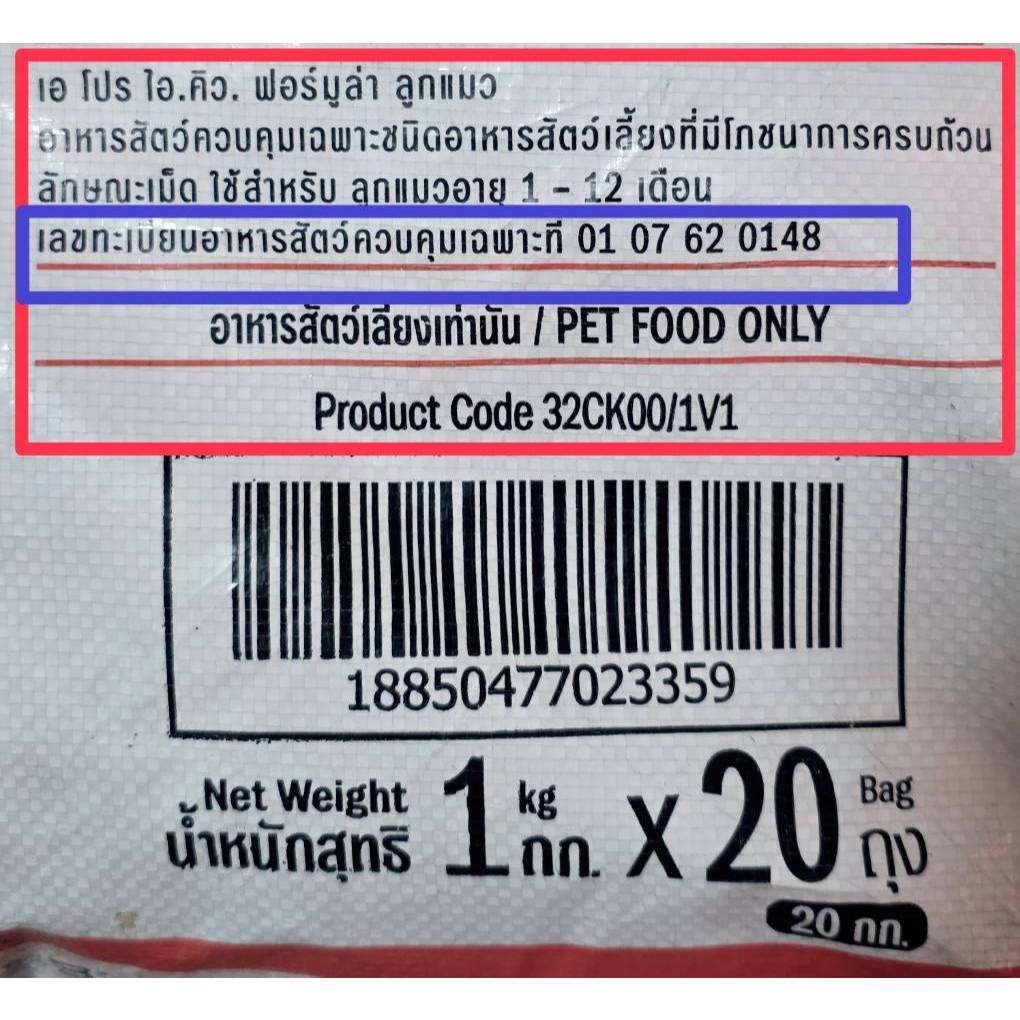 เอ โปร ไอ.คิว. ฟอร์มูล่า ลูกแมว
อาหารสัตว์ควบคุมเฉพาะชนิดอาหารสัตว์เลี้ยงที่มีโภชนาการครบถ้วน
ลักษณะเม็ด ใช้สำหรับ ลูกแมวอายุ 1 - 12 เดือน
เลขทะเบียนอาหารสัตว์ควบคุมเฉพาะที่ 01 07 62 0148
อาหารสัตว์เลี้ยงเท่านั้น / PET FOOD ONLY
Product Code 32CK00/1V1
18850477023359
Net Weight 1 kg x 20 Bag
น้ำหนักสุทธิ กก. ถุง
20 กก.